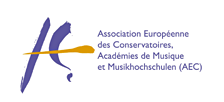 Association Européenne
des Conservatoires,
Académies de Musique
et Musikhochschulen (AEC)